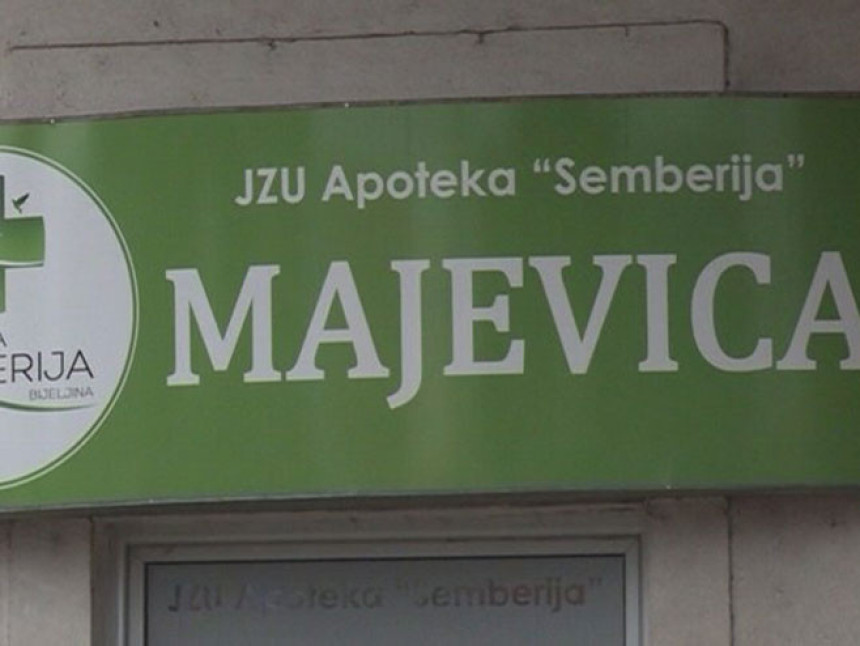 JZU Apoteka “Semberija”
MAJEVICA
A
ERIJA
BIJELJINA
JZU Apoteka “Semberija”